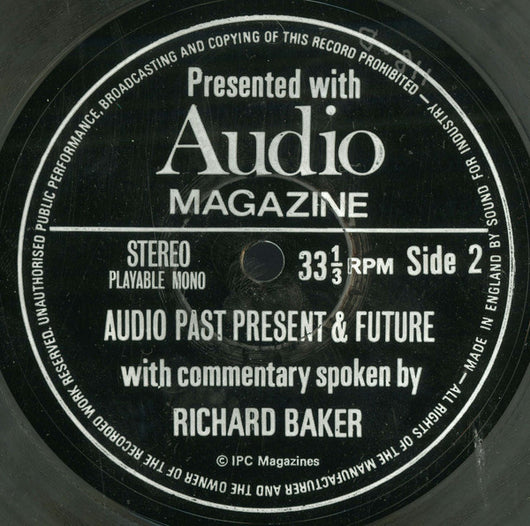 Presented with
Audio
MAGAZINE
STEREO
PLAYABLE MONO
33 1/3 RPM Side 2
AUDIO PAST PRESENT & FUTURE
with commentary spoken by
RICHARD BAKER
© IPC Magazines
ALL RIGHTS OF THE MANUFACTURER AND THE OWNER OF THE RECORDED WORK RESERVED. UNAUTHORISED PUBLIC PERFORMANCE, BROADCASTING AND COPYING OF THIS RECORD PROHIBITED — MADE IN ENGLAND BY SOUND FOR INDUSTRY —